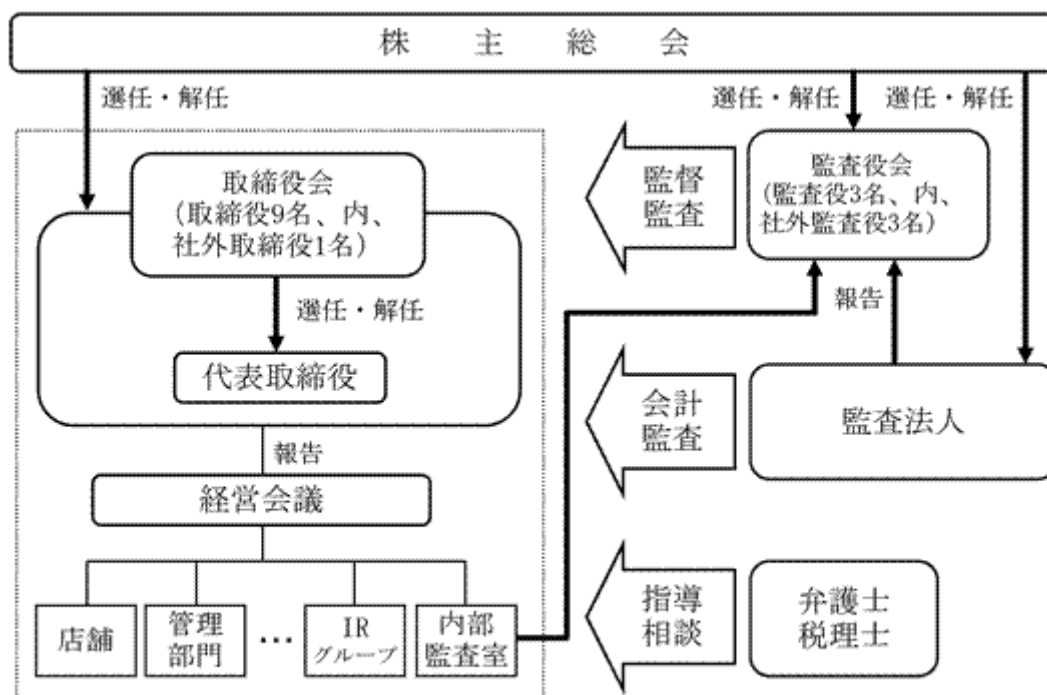 株主総会
選任・解任
選任・解任
選任・解任
取締役会
(取締役9名、内、
社外取締役1名)
監督
監査
監査役会
(監査役3名、内、
社外監査役3名)
選任・解任
報告
代表取締役
会計
監査
監査法人
報告
経営会議
店舗
管理
部門
…
IR
グループ
内部
監査室
指導
相談
弁護士
税理士